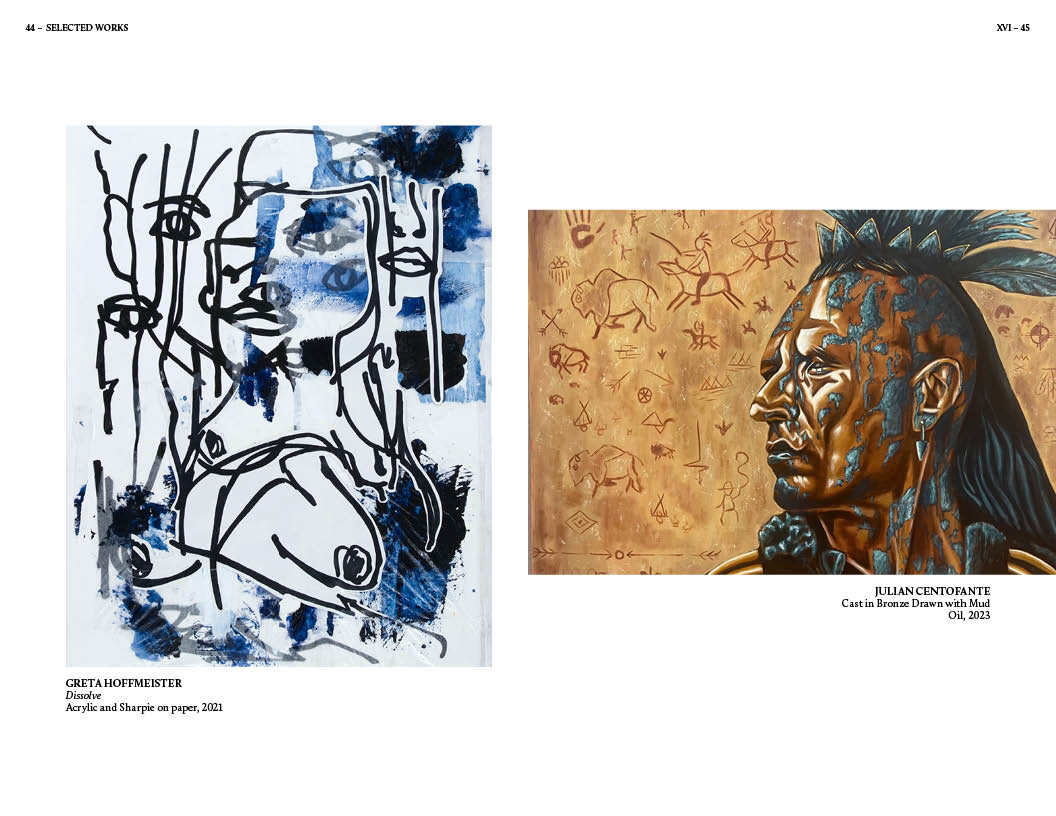 44 – SELECTED WORKS
XVI – 45
GRETA HOFFMEISTER
Dissolve
Acrylic and Sharpie on paper, 2021
JULIAN CENTOFANTE
Cast in Bronze Drawn with Mud
Oil, 2023